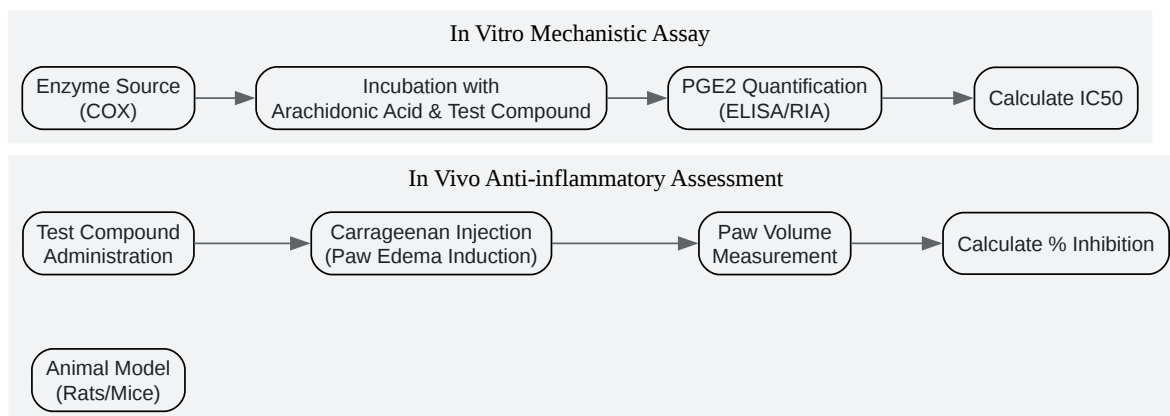 In Vitro Mechanistic Assay
Enzyme Source
(COX)
Incubation with
Arachidonic Acid & Test Compound
PGE2 Quantification
(ELISA/RIA)
Calculate IC50
In Vivo Anti-inflammatory Assessment
Test Compound
Administration
Carrageenan Injection
(Paw Edema Induction)
Paw Volume
Measurement
Calculate % Inhibition
Animal Model
(Rats/Mice)